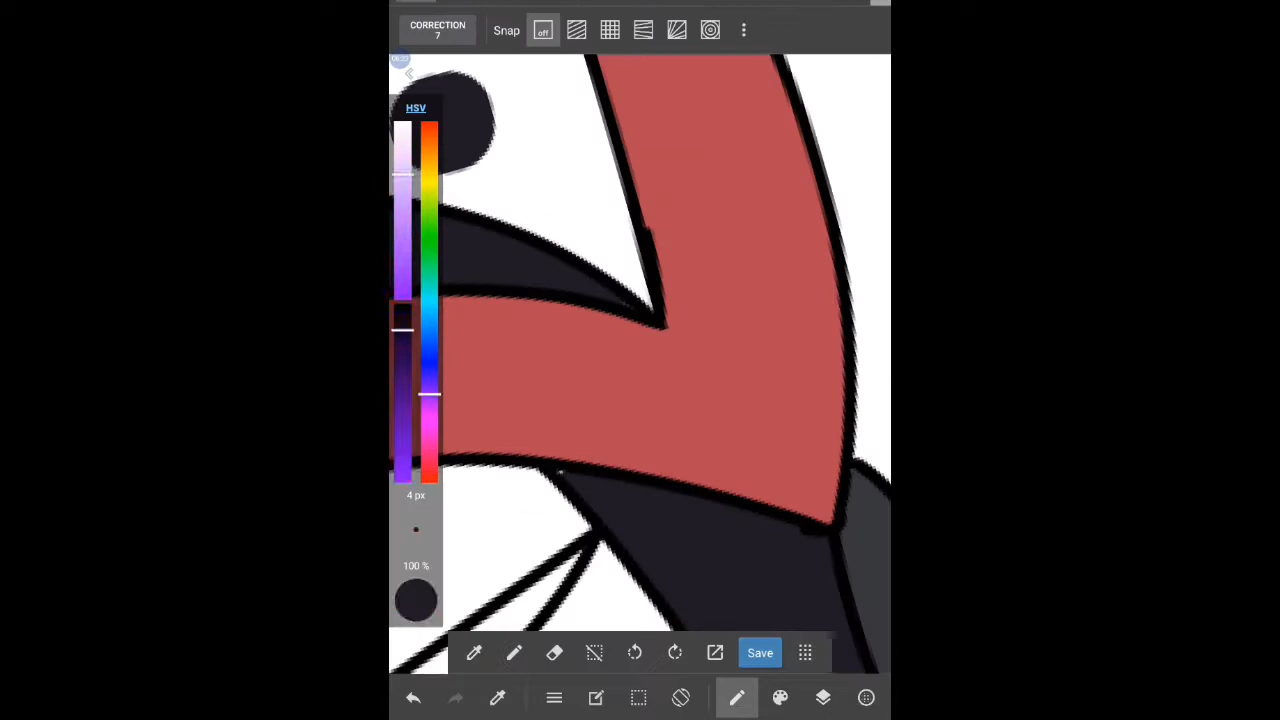 CORRECTION
7
Snap
off
HSV
4 px
100 %
Save